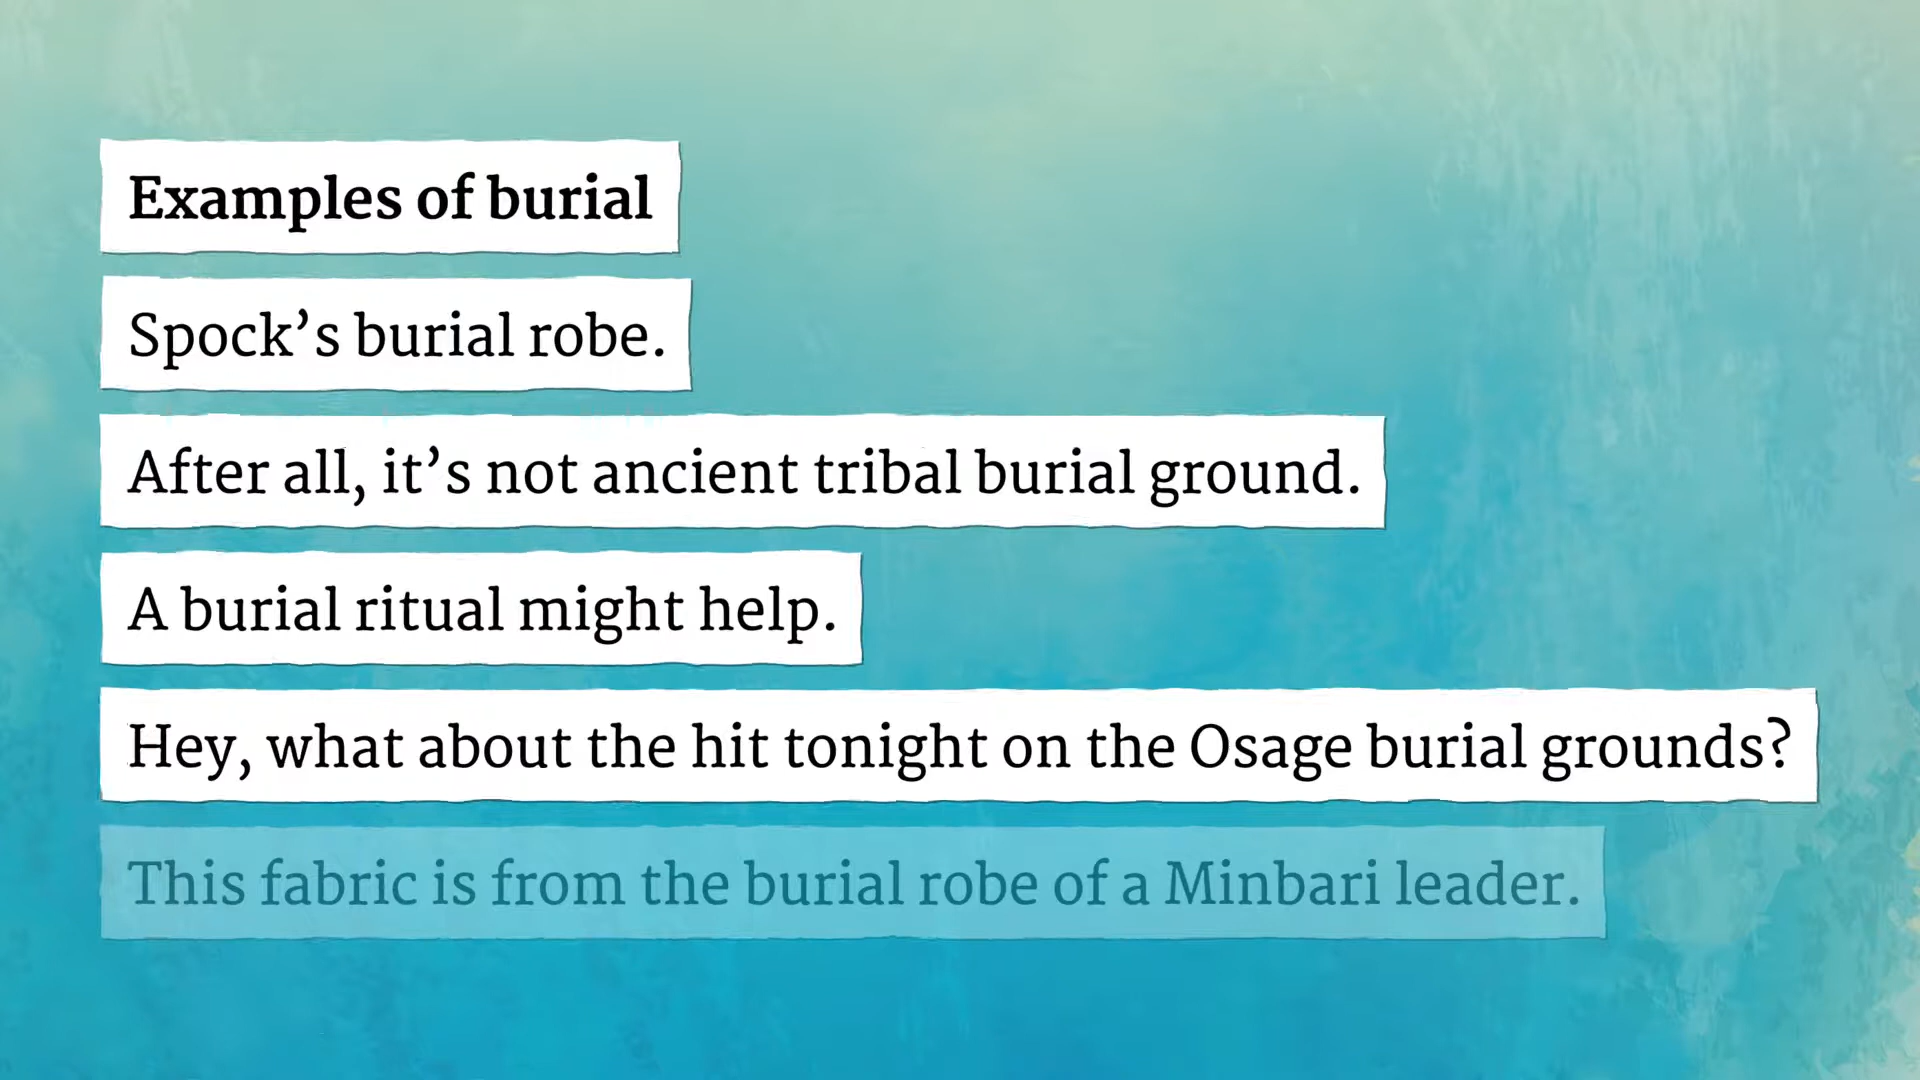 Examples of burial
Spock’s burial robe.
After all, it’s not ancient tribal burial ground.
A burial ritual might help.
Hey, what about the hit tonight on the Osage burial grounds?
This fabric is from the burial robe of a Minbari leader.